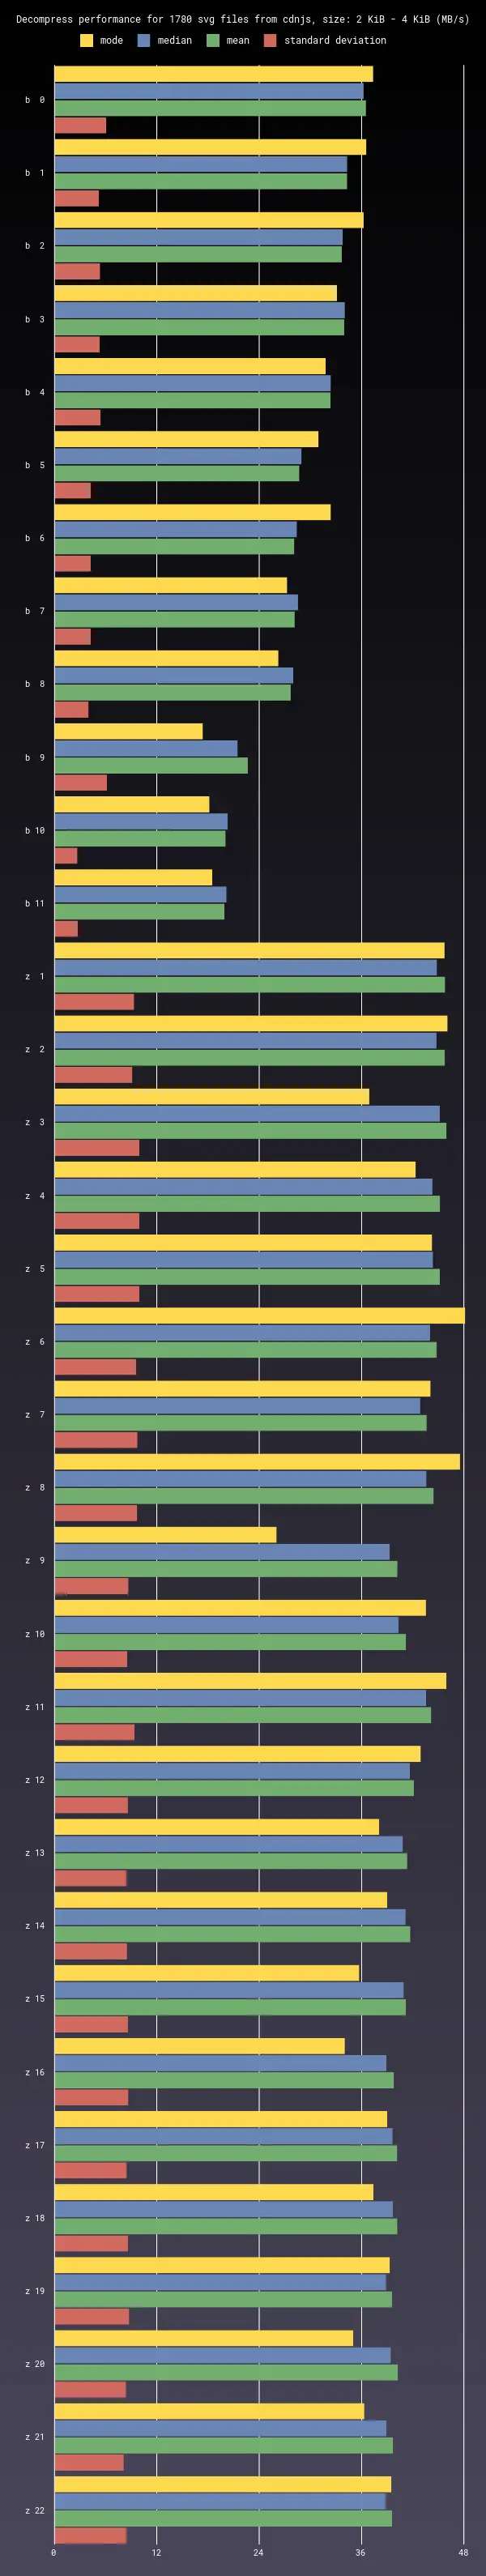 Decompress performance for 1780 svg files from cdnjs, size: 2 KiB - 4 KiB (MB/s)
mode median mean standard deviation
b 0
b 1
b 2
b 3
b 4
b 5
b 6
b 7
b 8
b 9
b 10
b 11
z 1
z 2
z 3
z 4
z 5
z 6
z 7
z 8
z 9
z 10
z 11
z 12
z 13
z 14
z 15
z 16
z 17
z 18
z 19
z 20
z 21
z 22
0 12 24 36 48